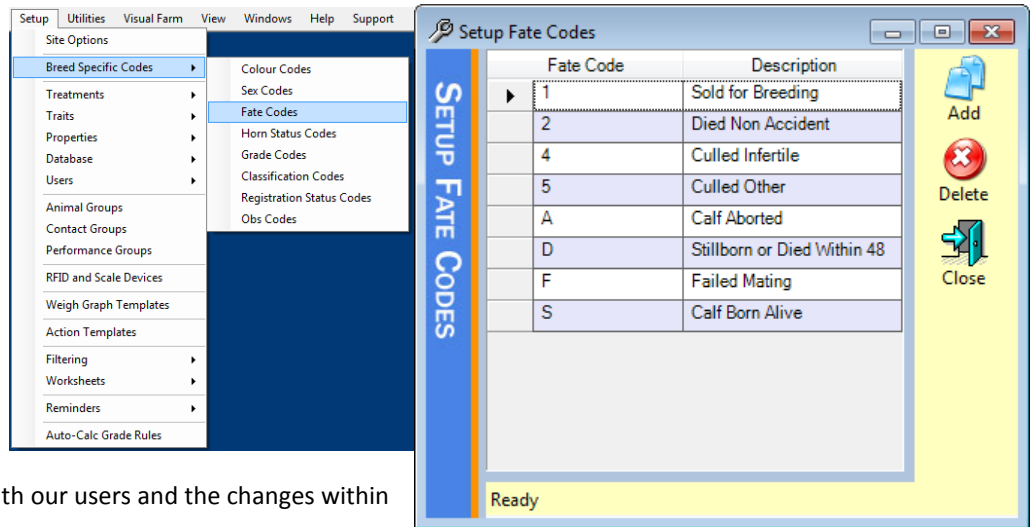 Setup Utilities Visual Farm View Windows Help Support
Site Options
Breed Specific Codes
Treatments
Traits
Properties
Database
Users
Animal Groups
Contact Groups
Performance Groups
RFID and Scale Devices
Weigh Graph Templates
Action Templates
Filtering
Worksheets
Reminders
Auto-Calc Grade Rules
Colour Codes
Sex Codes
Fate Codes
Horn Status Codes
Grade Codes
Classification Codes
Registration Status Codes
Obs Codes
Setup Fate Codes
SETUP FATE CODES
Fate Code Description
1 Sold for Breeding
2 Died Non Accident
4 Culled Infertile
5 Culled Other
A Calf Aborted
D Stillborn or Died Within 48
F Failed Mating
S Calf Born Alive
Add
Delete
Close
Ready
th our users and the changes within